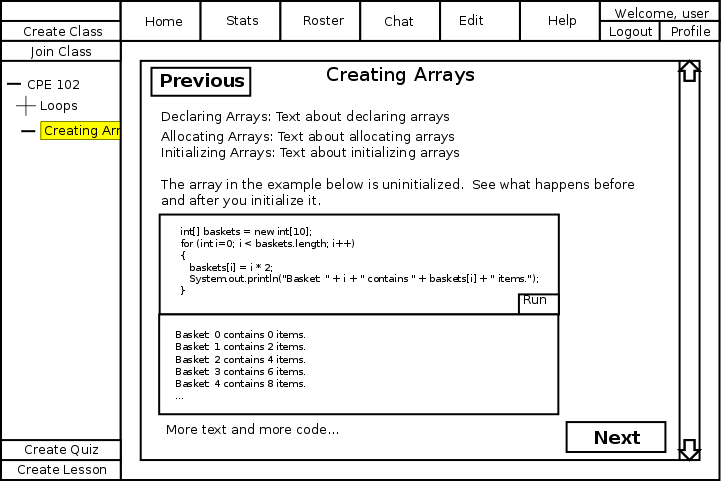 Home Stats Roster Chat Edit Help
Welcome, user
Logout Profile
Create Class
Join Class
CPE 102
Loops
Creating Arr
Create Quiz
Create Lesson
Previous
Creating Arrays
Declaring Arrays: Text about declaring arrays
Allocating Arrays: Text about allocating arrays
Initializing Arrays: Text about initializing arrays
The array in the example below is uninitialized. See what happens before
and after you initialize it.
int[] baskets = new int[10];
for (int i=0; i < baskets.length; i++)
{
baskets[i] = i * 2;
System.out.println("Basket: " + i + " contains " + baskets[i] + " items.");
}
Run
Basket: 0 contains 0 items.
Basket: 1 contains 2 items.
Basket: 2 contains 4 items.
Basket: 3 contains 6 items.
Basket: 4 contains 8 items.
...
More text and more code...
Next